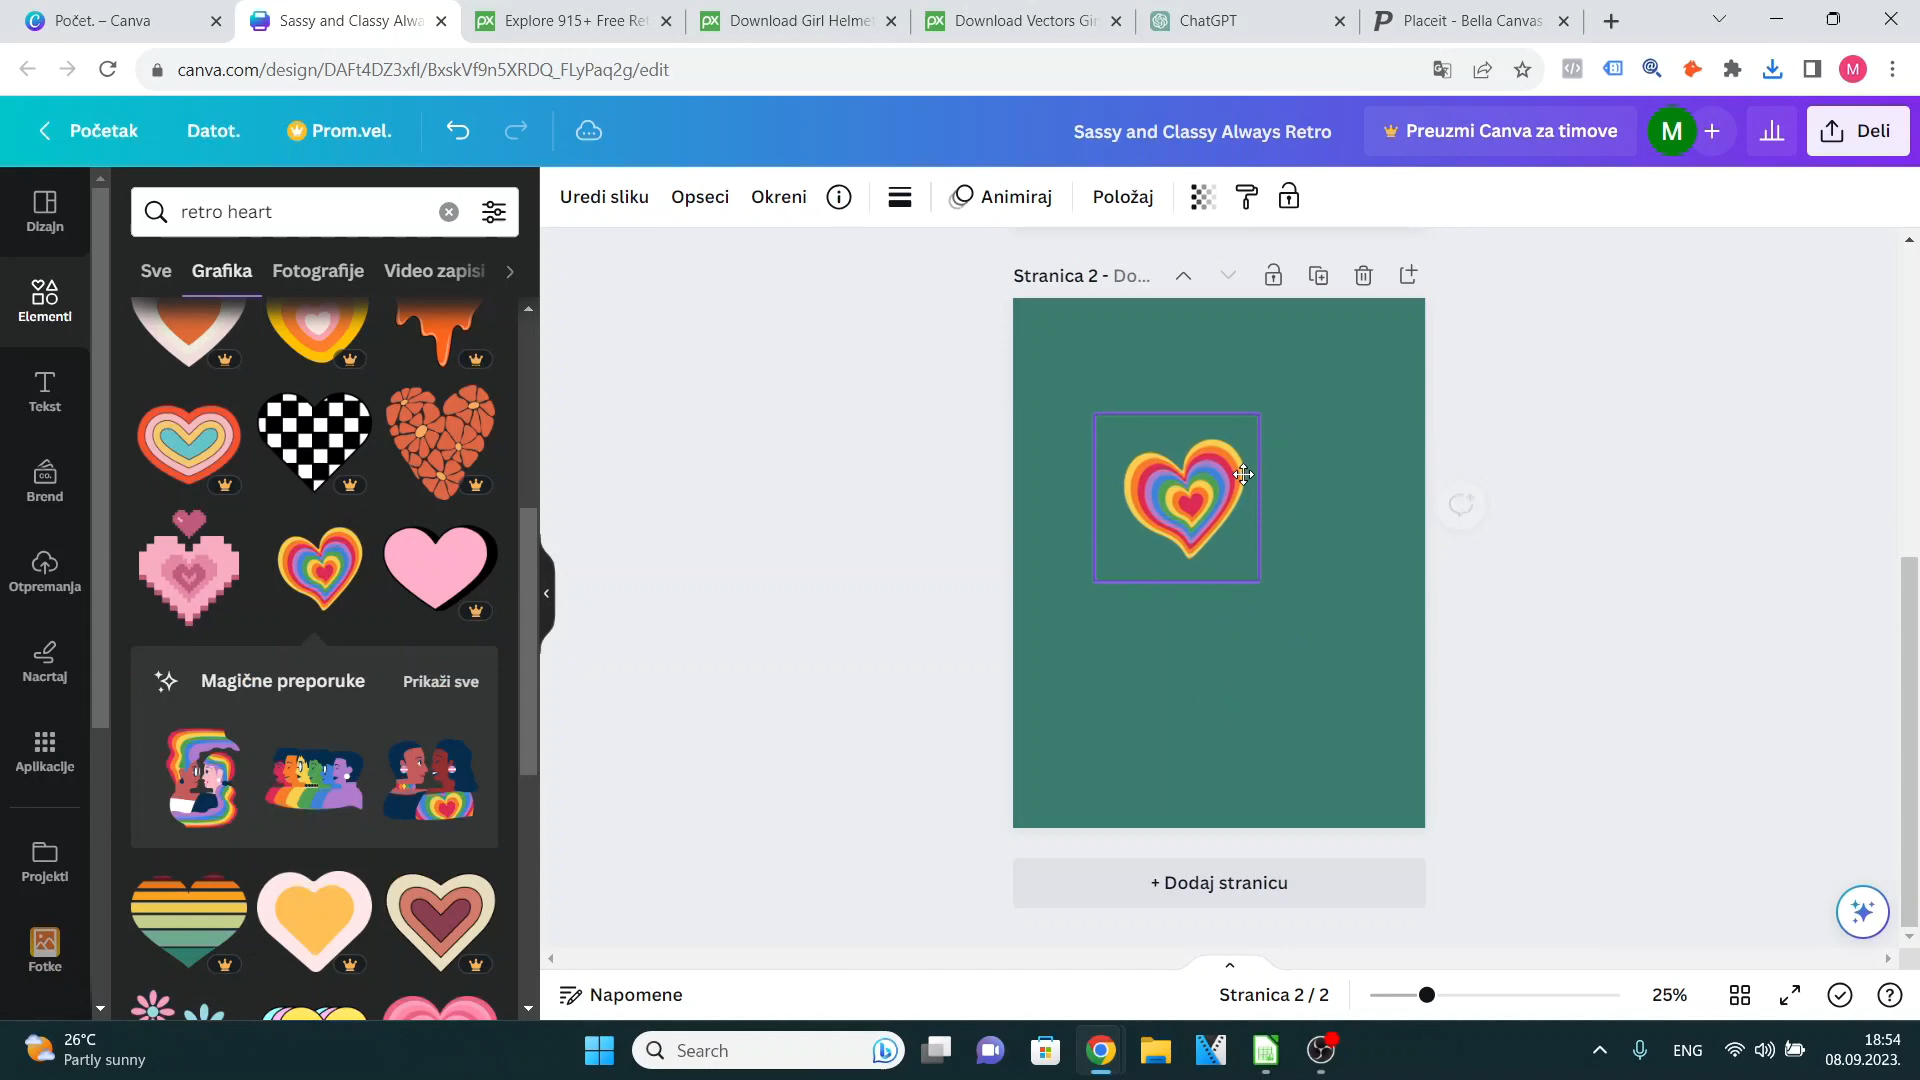 Počet. – Canva
Sassy and Classy Alwa
Explore 915+ Free Ret
Download Girl Helmet
Download Vectors Gir
ChatGPT
Placeit - Bella Canvas
canva.com/design/DAFt4DZ3xfI/BxskVf9n5XRDQ_FLyPaq2g/edit
M
Početak
Datot.
Prom.vel.
Sassy and Classy Always Retro
Preuzmi Canva za timove
M
Deli
Dizajn
Elementi
Tekst
Brend
Otpremanja
Nacrtaj
Aplikacije
Projekti
Fotke
retro heart
Sve
Grafika
Fotografije
Video zapisi
Magične preporuke
Prikaži sve
Uredi sliku
Opseci
Okreni
Animiraj
Položaj
Stranica 2 - Do...
+ Dodaj stranicu
Napomene
Stranica 2 / 2
25%
26°C
Partly sunny
Search
ENG
18:54
08.09.2023.